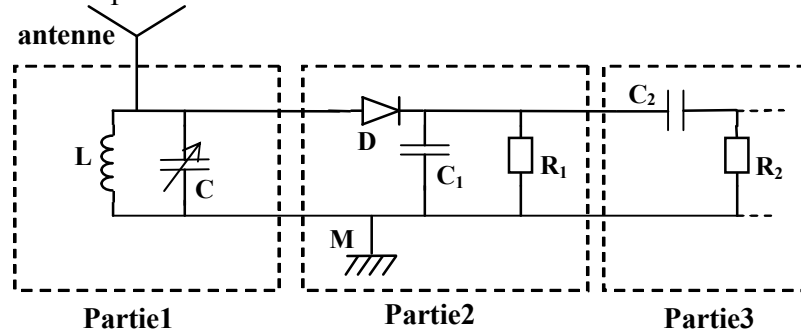 antenne
L
C
D
C₁
R₁
C₂
R₂
M
Partie1
Partie2
Partie3